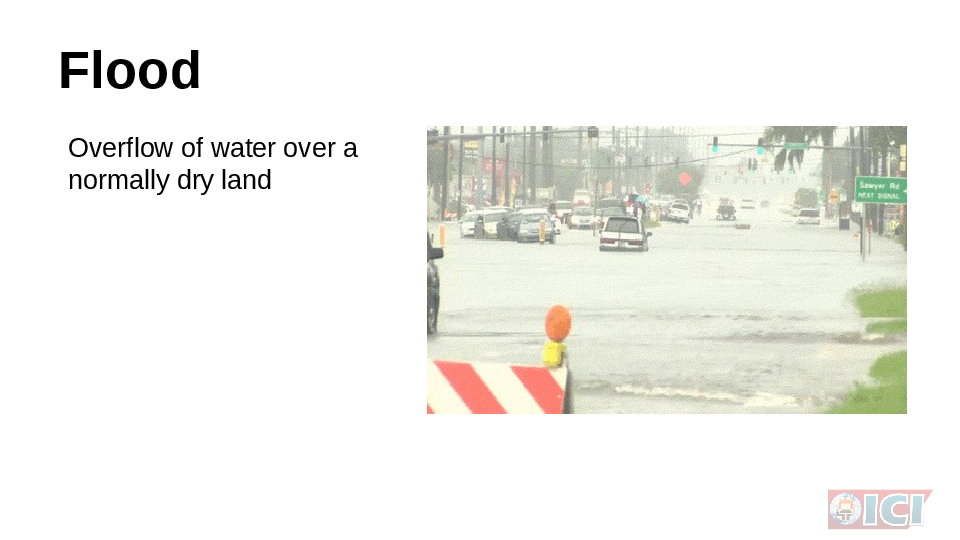 Flood
Overflow of water over a
normally dry land
Sawyer Rd
NEXT SIGNAL
ICI